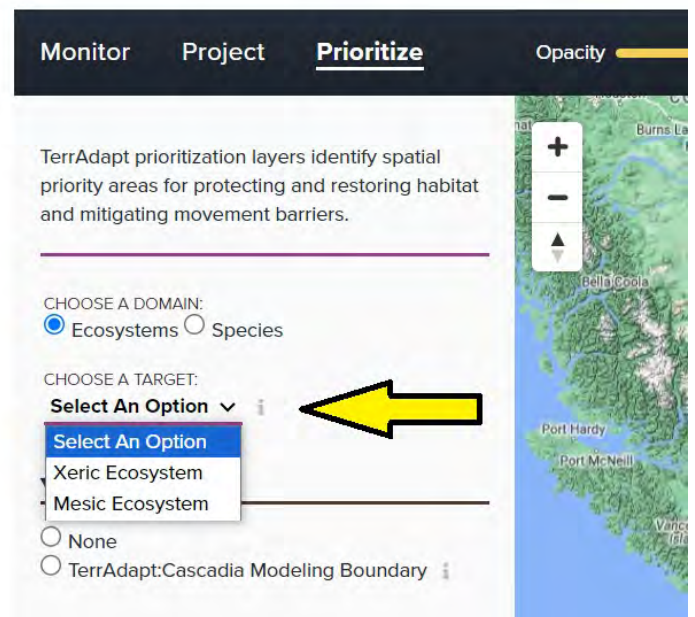 Monitor Project Prioritize Opacity
TerrAdapt prioritization layers identify spatial
priority areas for protecting and restoring habitat
and mitigating movement barriers.
CHOOSE A DOMAIN:
Ecosystems Species
CHOOSE A TARGET:
Select An Option
Select An Option
Xeric Ecosystem
Mesic Ecosystem
None
TerrAdapt:Cascadia Modeling Boundary
Burns La
Bella Coola
Port Hardy
Port McNeill
Vanco
Isla